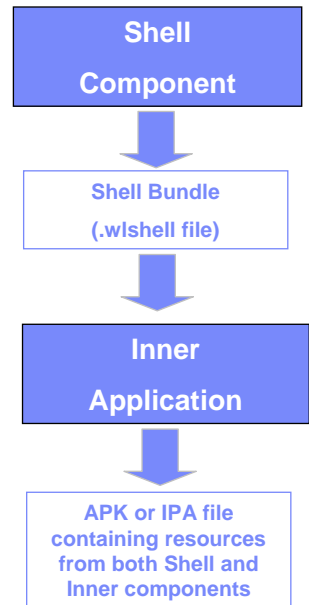 Shell
Component
Shell Bundle
(.wlshell file)
Inner
Application
APK or IPA file
containing resources
from both Shell and
Inner components